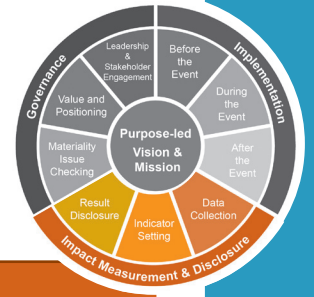 Governance
Implementation
Impact Measurement & Disclosure
Leadership
&
Stakeholder
Engagement
Before
the
Event
During
the
Event
After
the
Event
Data
Collection
Indicator
Setting
Result
Disclosure
Materiality
Issue
Checking
Value and
Positioning
Purpose-led
Vision &
Mission